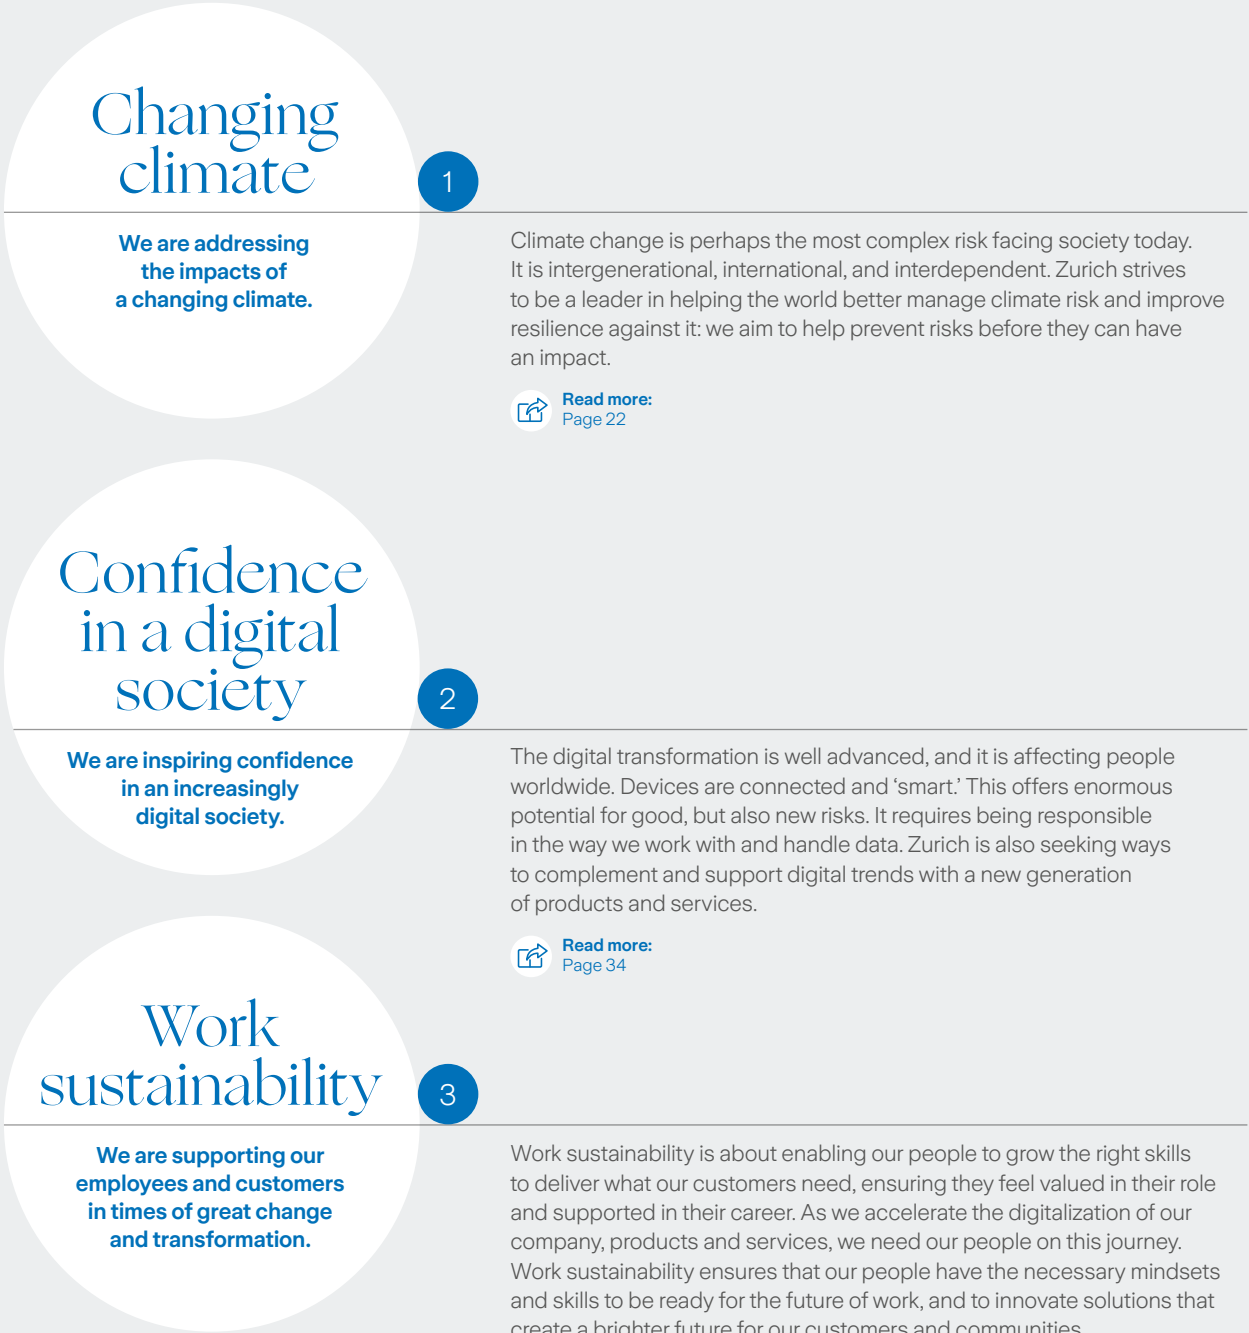 Changing
climate
1
We are addressing
the impacts of
a changing climate.
Climate change is perhaps the most complex risk facing society today.
It is intergenerational, international, and interdependent. Zurich strives
to be a leader in helping the world better manage climate risk and improve
resilience against it: we aim to help prevent risks before they can have
an impact.
Read more:
Page 22
Confidence
in a digital
society
2
We are inspiring confidence
in an increasingly
digital society.
The digital transformation is well advanced, and it is affecting people
worldwide. Devices are connected and ‘smart.’ This offers enormous
potential for good, but also new risks. It requires being responsible
in the way we work with and handle data. Zurich is also seeking ways
to complement and support digital trends with a new generation
of products and services.
Read more:
Page 34
Work
sustainability
3
We are supporting our
employees and customers
in times of great change
and transformation.
Work sustainability is about enabling our people to grow the right skills
to deliver what our customers need, ensuring they feel valued in their role
and supported in their career. As we accelerate the digitalization of our
company, products and services, we need our people on this journey.
Work sustainability ensures that our people have the necessary mindsets
and skills to be ready for the future of work, and to innovate solutions that
create a brighter future for our customers and communities.